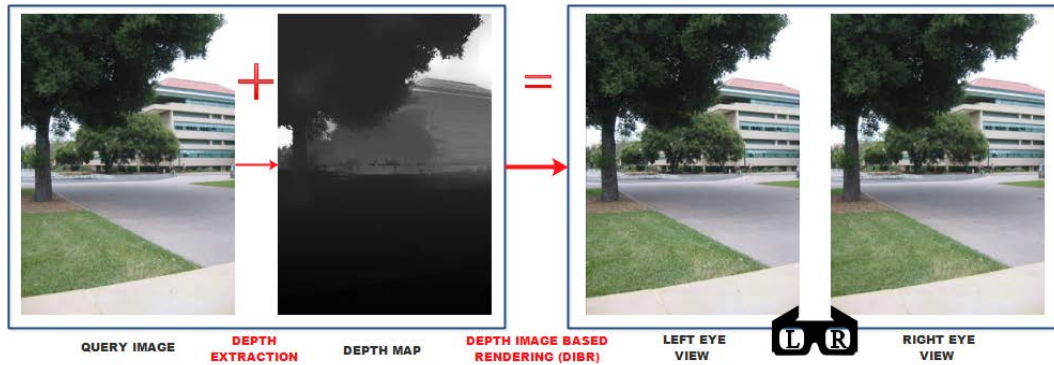 +
=
QUERY IMAGE
DEPTH
EXTRACTION
DEPTH MAP
DEPTH IMAGE BASED
RENDERING (DIBR)
LEFT EYE
VIEW
L R
RIGHT EYE
VIEW